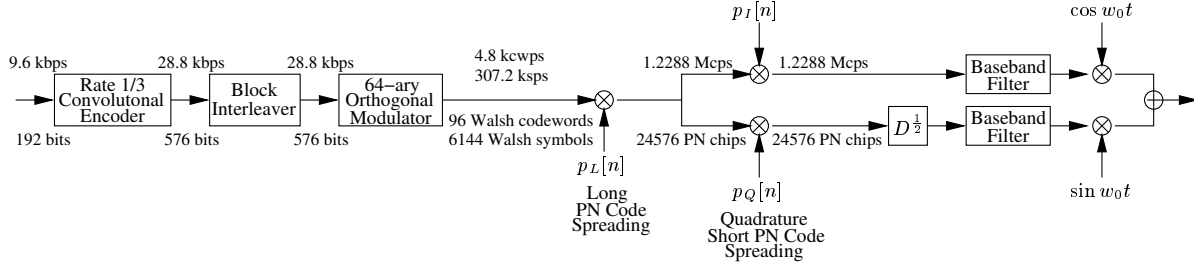 p_I[n]
cos w_0 t
9.6 kbps
28.8 kbps
28.8 kbps
4.8 kcwps
307.2 ksps
1.2288 Mcps
1.2288 Mcps
Rate 1/3
Convolutonal
Encoder
Block
Interleaver
64-ary
Orthogonal
Modulator
Baseband
Filter
192 bits
576 bits
576 bits
96 Walsh codewords
6144 Walsh symbols
24576 PN chips
24576 PN chips
D^{1/2}
Baseband
Filter
p_L[n]
Long
PN Code
Spreading
p_Q[n]
Quadrature
Short PN Code
Spreading
sin w_0 t